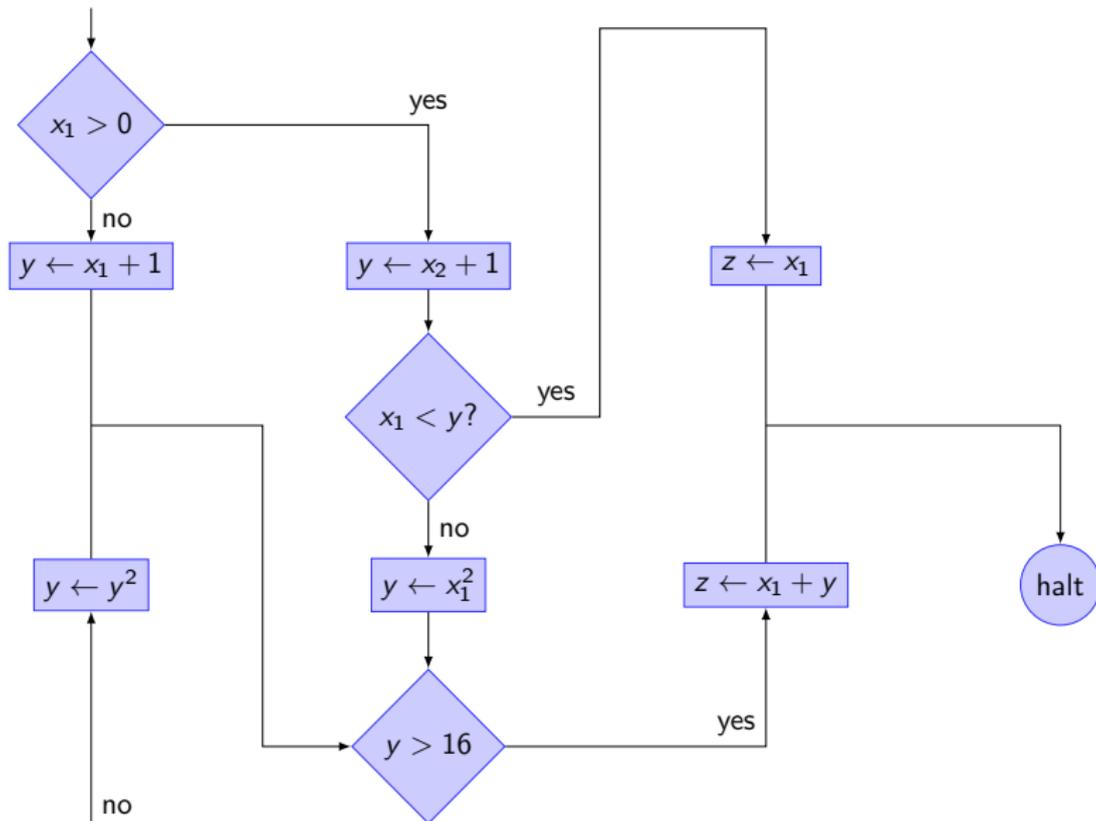 yes
x₁ > 0
no
y ← x₁ + 1
y ← x₂ + 1
z ← x₁
yes
x₁ < y?
no
y ← y²
y ← x₁²
z ← x₁ + y
halt
yes
y > 16
no